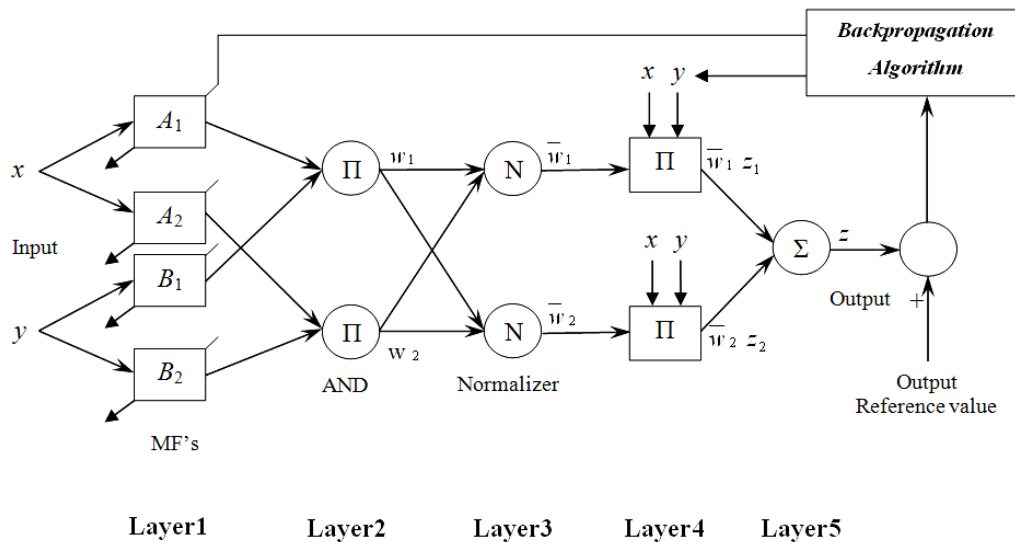 Backpropagation
Algorithm
x y
A₁
x
Π
w₁
N
w̅₁
Π
w̅₁ z₁
A₂
Input
B₁
x y
Σ
z
y
Π
w₂
N
w̅₂
Π
w̅₂ z₂
Output +
B₂
AND
Normalizer
Output
Reference value
MF's
Layer1 Layer2 Layer3 Layer4 Layer5